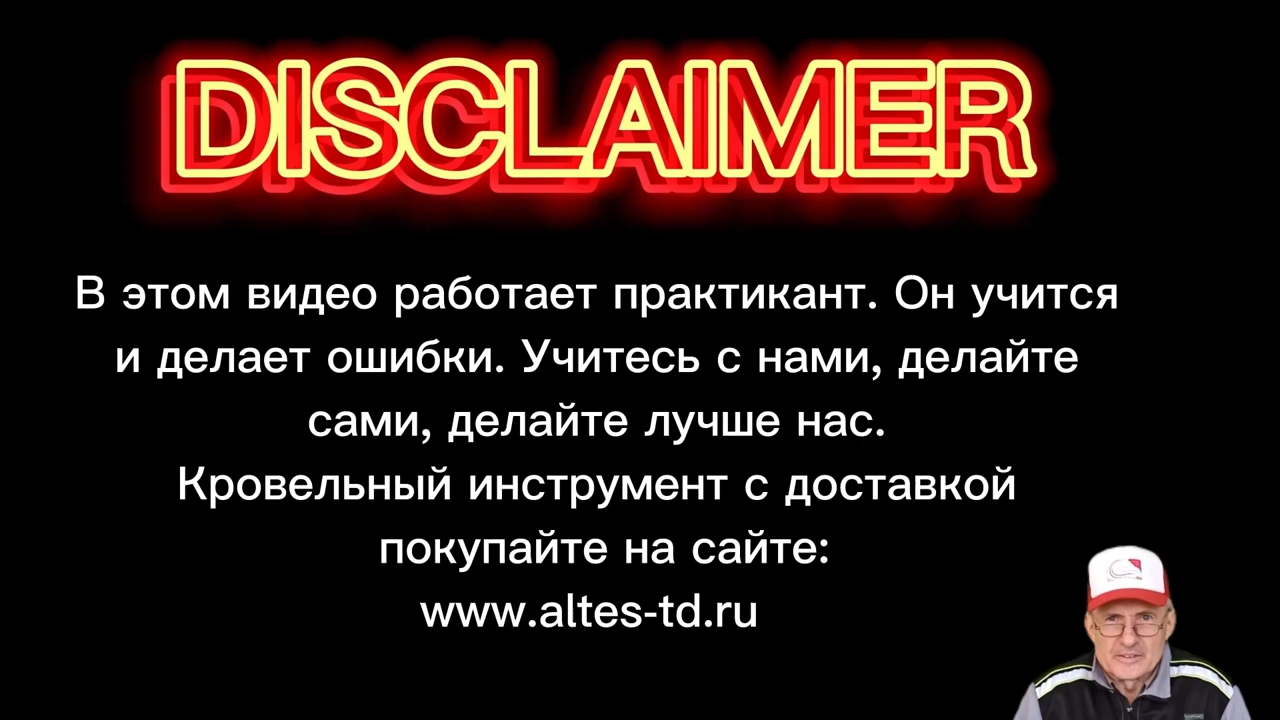 DISCLAIMER
В этом видео работает практикант. Он учится
и делает ошибки. Учитесь с нами, делайте
сами, делайте лучше нас.
Кровельный инструмент с доставкой
покупайте на сайте:
www.altes-td.ru